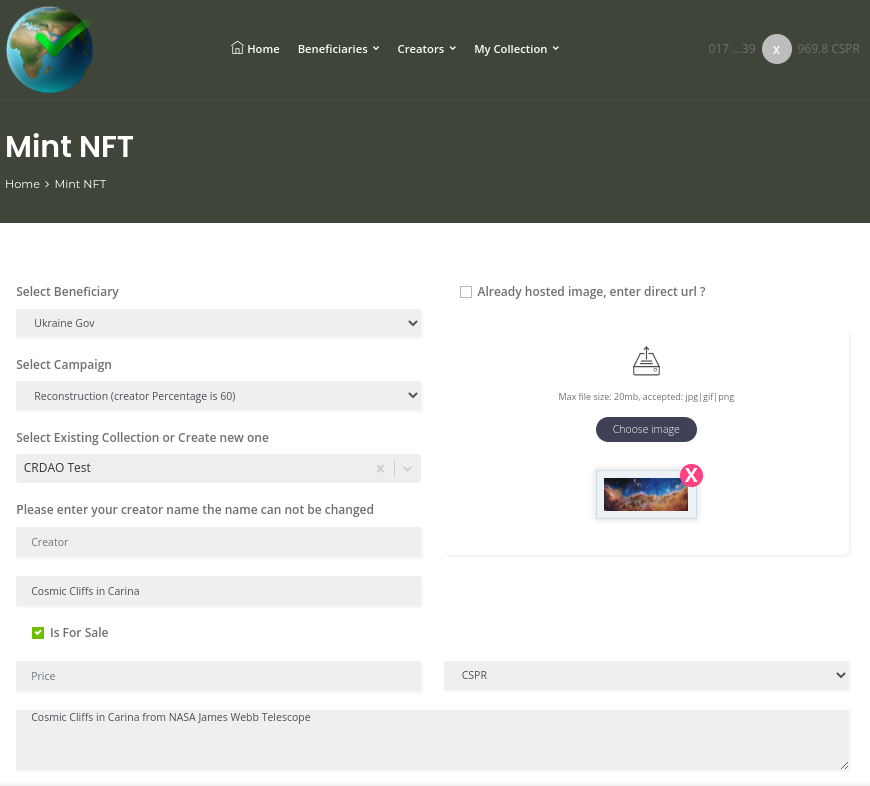 Home Beneficiaries Creators My Collection 017 ...39 x 969.8 CSPR
Mint NFT
Home > Mint NFT
Select Beneficiary
Ukraine Gov
Select Campaign
Reconstruction (creator Percentage is 60)
Select Existing Collection or Create new one
CRDAO Test
Please enter your creator name the name can not be changed
Creator
Cosmic Cliffs in Carina
Is For Sale
Price
CSPR
Cosmic Cliffs in Carina from NASA James Webb Telescope
Already hosted image, enter direct url ?
Max file size: 20mb, accepted: jpg|gif|png
Choose image
X